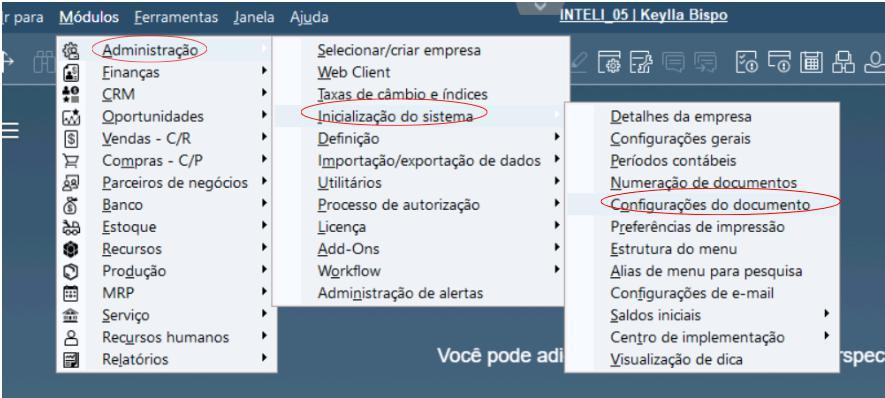 Ir para Módulos Ferramentas Janela Ajuda
INTELI_05 | Keylla Bispo
Administração
Finanças
CRM
Oportunidades
Vendas - C/R
Compras - C/P
Parceiros de negócios
Banco
Estoque
Recursos
Produção
MRP
Serviço
Recursos humanos
Relatórios
Selecionar/criar empresa
Web Client
Taxas de câmbio e índices
Inicialização do sistema
Definição
Importação/exportação de dados
Utilitários
Processo de autorização
Licença
Add-Ons
Workflow
Administração de alertas
Detalhes da empresa
Configurações gerais
Períodos contábeis
Numeração de documentos
Configurações do documento
Preferências de impressão
Estrutura do menu
Alias de menu para pesquisa
Configurações de e-mail
Saldos iniciais
Centro de implementação
Visualização de dica
Você pode adi
rspec